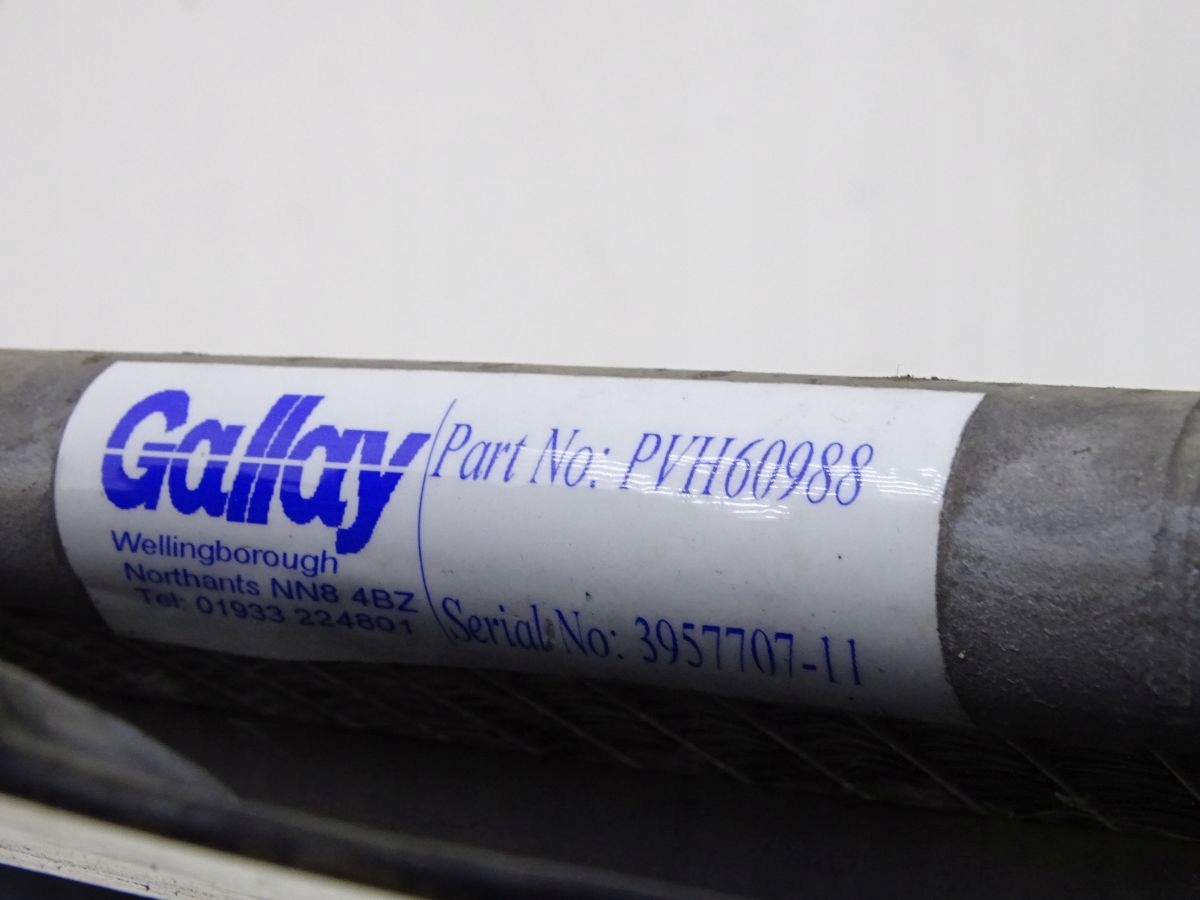 Gallay
Wellingborough
Northants NN8 4BZ
Tel: 01933 224801
Part No: PVH60988
Serial No: 3957707-11